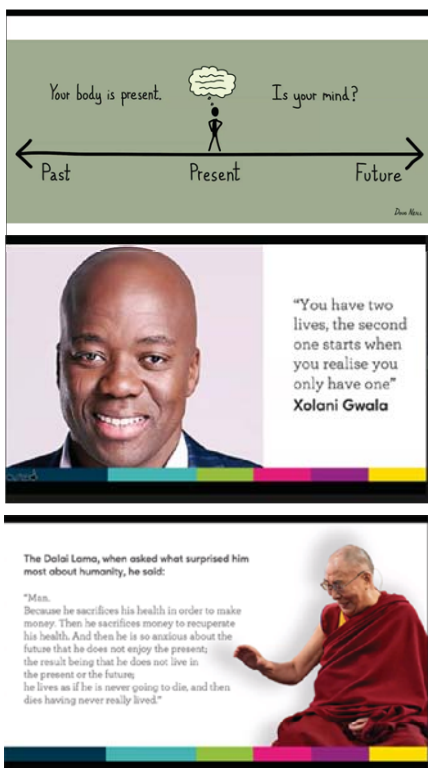 Your body is present.
Is your mind?
Past
Present
Future
“You have two
lives, the second
one starts when
you realise you
only have one”
Xolani Gwala
The Dalai Lama, when asked what surprised him
most about humanity, he said:
“Man.
Because he sacrifices his health in order to make
money. Then he sacrifices money to recuperate
his health. And then he is so anxious about the
future that he does not enjoy the present;
the result being that he does not live in
the present or the future;
he lives as if he is never going to die, and then
dies having never really lived.”